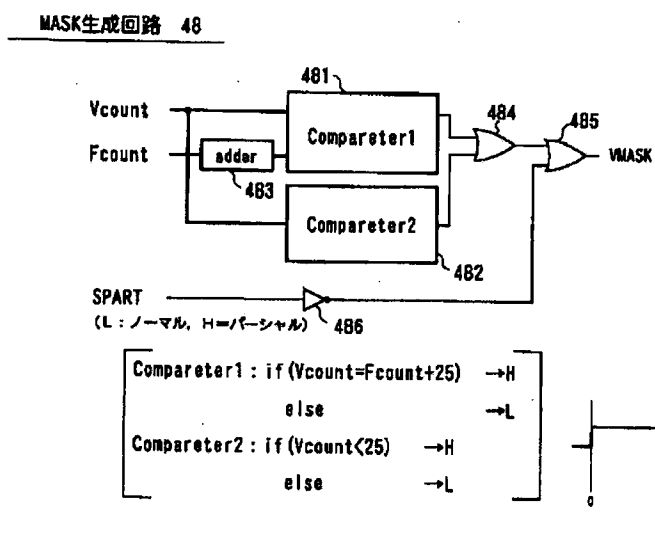 MASK生成回路 48
481
Vcount
Compareter1
484
485
Fcount
adder
483
VMASK
Compareter2
482
SPART
486
(L:ノーマル, H=パーシャル)
Compareter1 : if(Vcount=Fcount+25) →H
else →L
Compareter2 : if(Vcount<25) →H
else →L
0